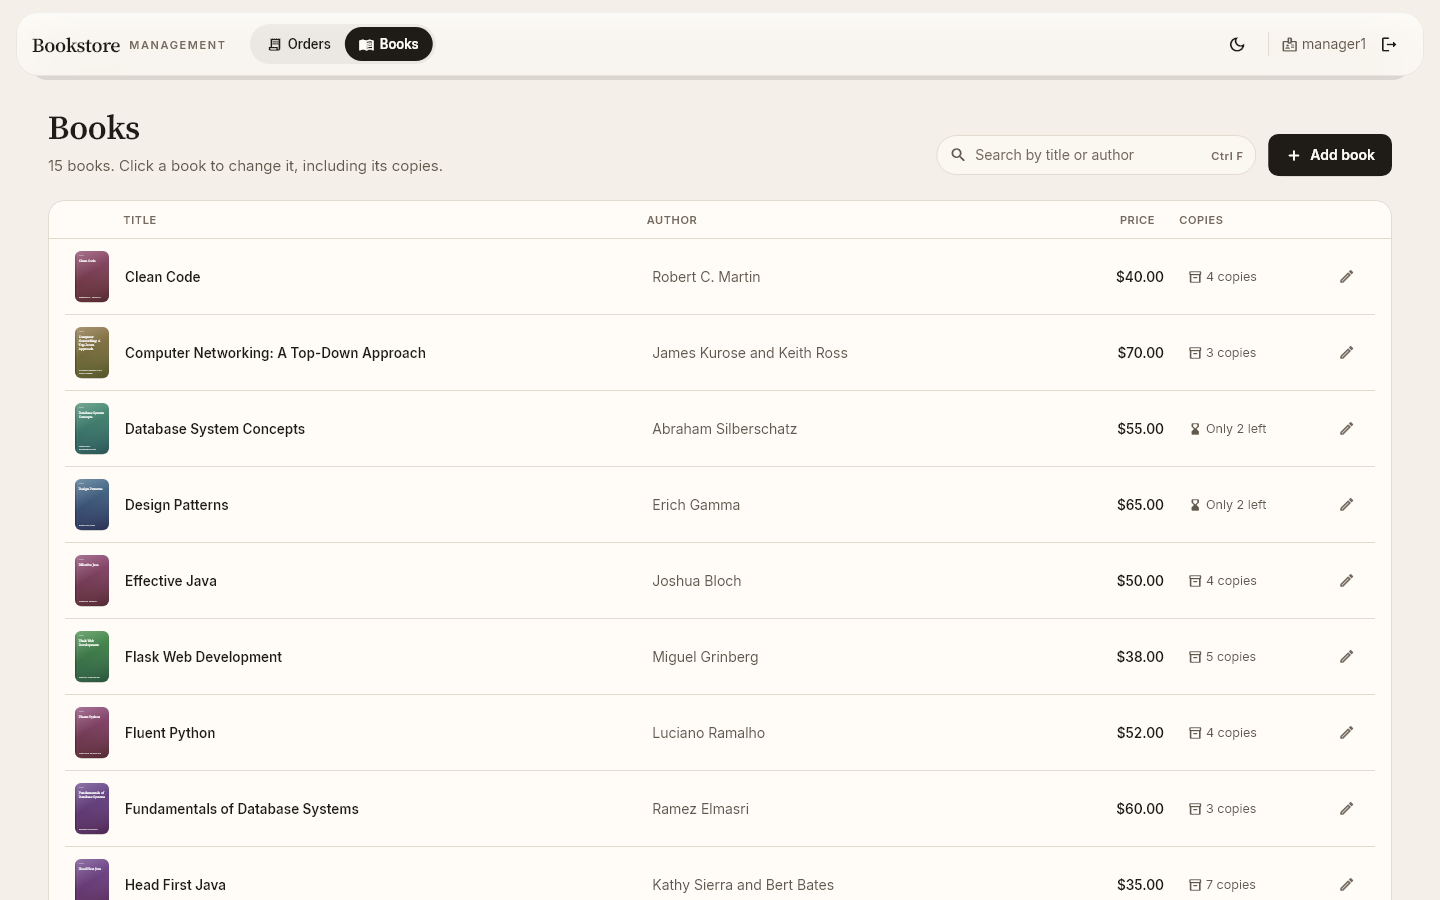 Bookstore MANAGEMENT Orders Books manager1
Books
15 books. Click a book to change it, including its copies.
Search by title or author Ctrl F
Add book
TITLE AUTHOR PRICE COPIES
Clean Code Robert C. Martin $40.00 4 copies
Computer Networking: A Top-Down Approach James Kurose and Keith Ross $70.00 3 copies
Database System Concepts Abraham Silberschatz $55.00 Only 2 left
Design Patterns Erich Gamma $65.00 Only 2 left
Effective Java Joshua Bloch $50.00 4 copies
Flask Web Development Miguel Grinberg $38.00 5 copies
Fluent Python Luciano Ramalho $52.00 4 copies
Fundamentals of Database Systems Ramez Elmasri $60.00 3 copies
Head First Java Kathy Sierra and Bert Bates $35.00 7 copies